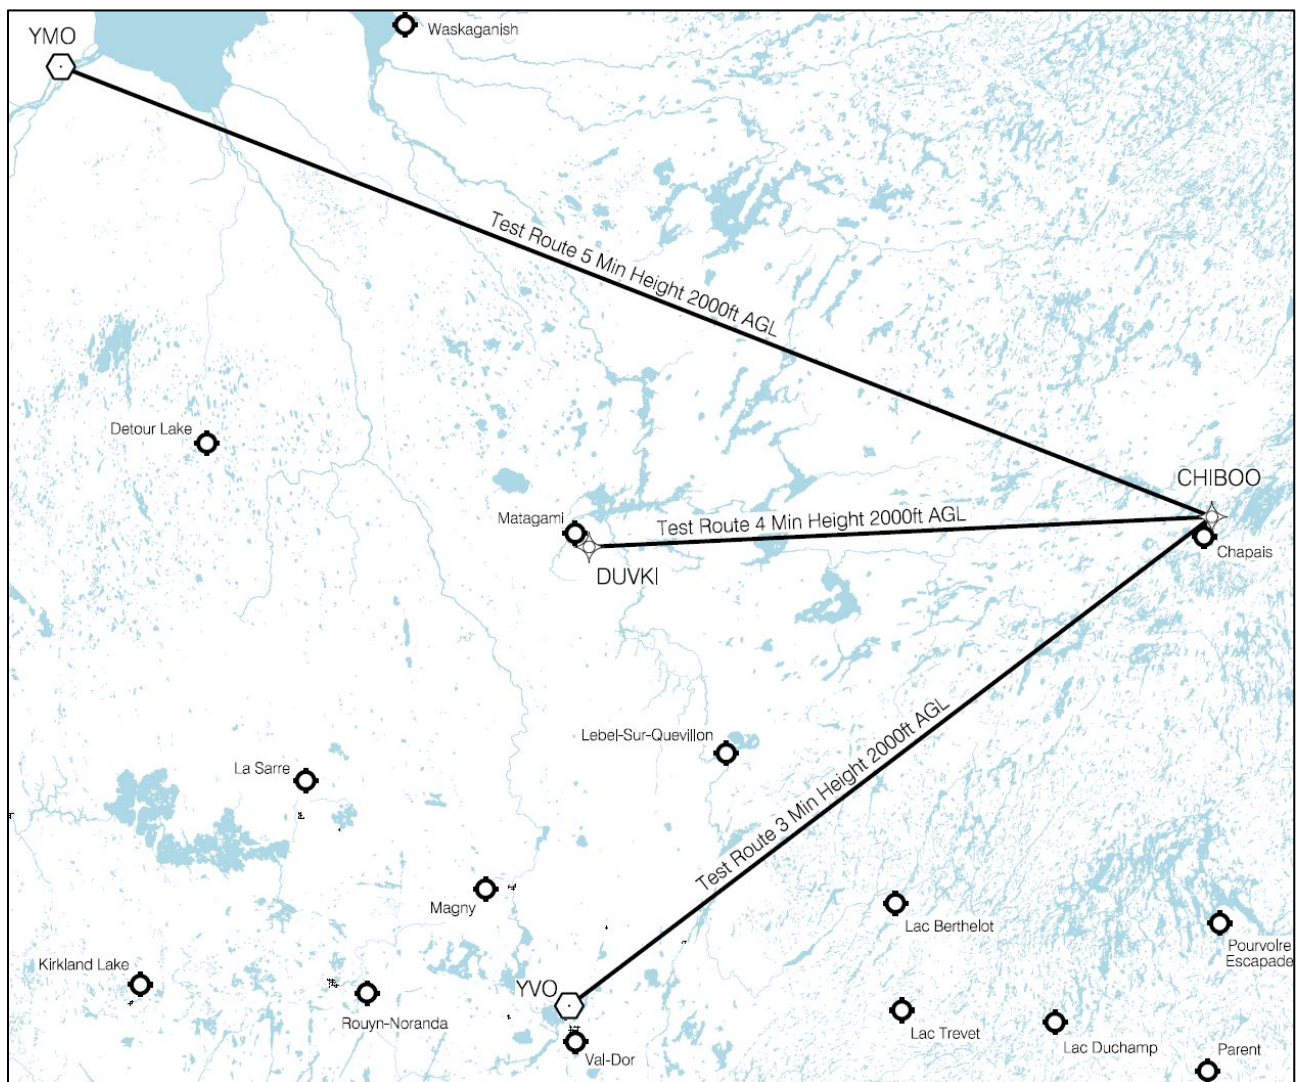 Waskaganish
YMO
Test Route 5 Min Height 2000ft AGL
Detour Lake
CHIBOO
Matagami
Test Route 4 Min Height 2000ft AGL
Chapais
DUVKI
Lebel-Sur-Quevillon
La Sarre
Test Route 3 Min Height 2000ft AGL
Magny
Lac Berthelot
Pourvoire
Escapade
Kirkland Lake
YVO
Rouyn-Noranda
Lac Trevet
Lac Duchamp
Val-Dor
Parent